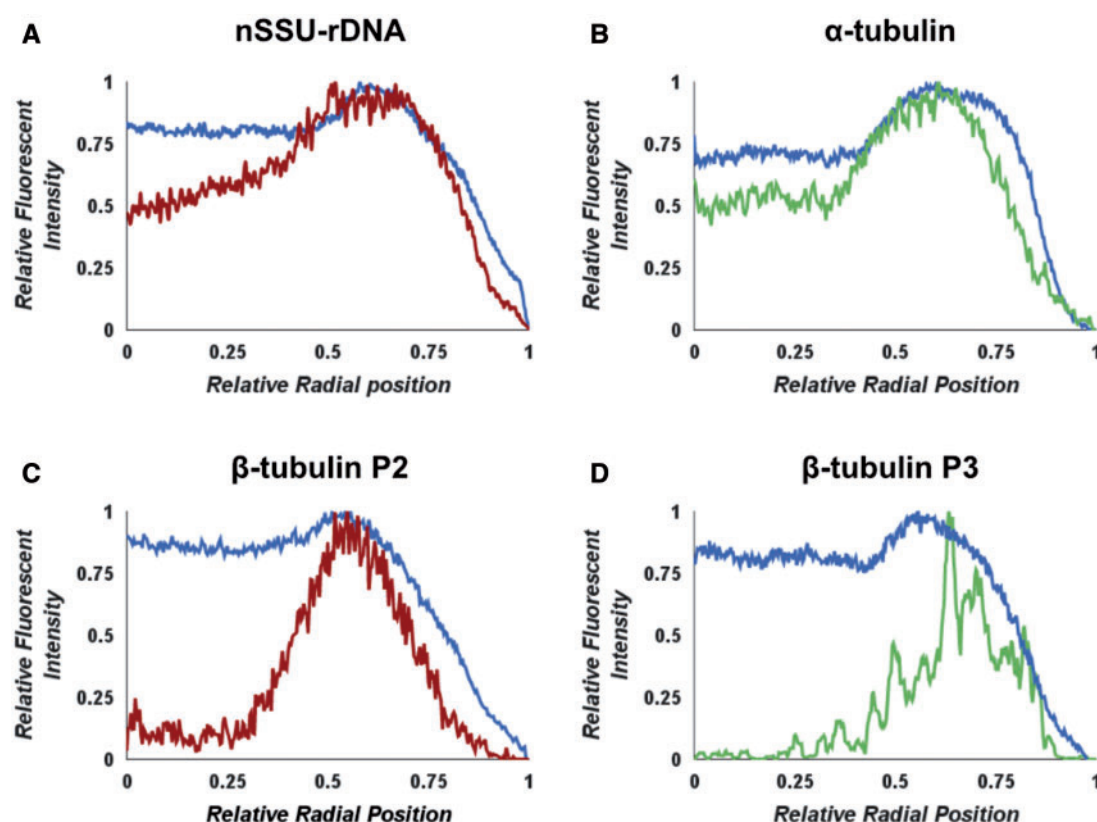 A
nSSU-rDNA
Relative Fluorescent
Intensity
1
0.75
0.5
0.25
0
0 0.25 0.5 0.75 1
Relative Radial position
B
α-tubulin
Relative Fluorescent
Intensity
1
0.75
0.5
0.25
0
0 0.25 0.5 0.75 1
Relative Radial Position
C
β-tubulin P2
Relative Fluorescent
Intensity
1
0.75
0.5
0.25
0
0 0.25 0.5 0.75 1
Relative Radial Position
D
β-tubulin P3
Relative Fluorescent
Intensity
1
0.75
0.5
0.25
0
0 0.25 0.5 0.75 1
Relative Radial Position